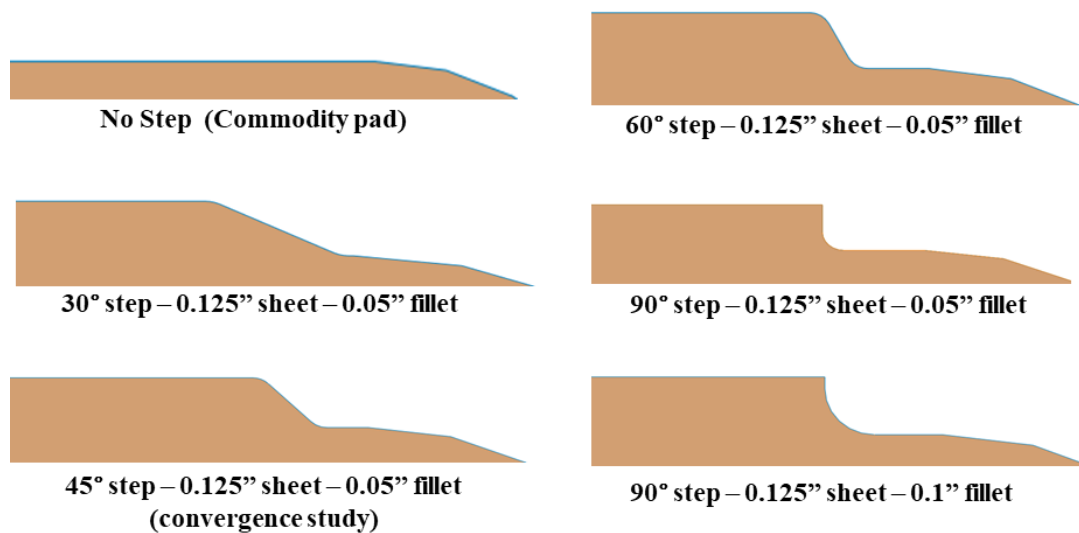 No Step (Commodity pad)
60° step – 0.125” sheet – 0.05” fillet
30° step – 0.125” sheet – 0.05” fillet
90° step – 0.125” sheet – 0.05” fillet
45° step – 0.125” sheet – 0.05” fillet
(convergence study)
90° step – 0.125” sheet – 0.1” fillet